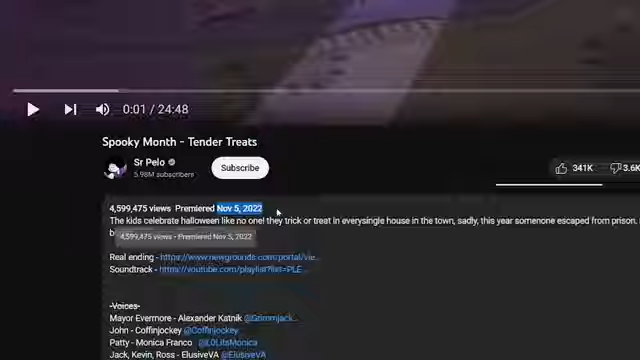 0:01 / 24:48
Spooky Month - Tender Treats
Sr Pelo
5.98M subscribers
Subscribe
341K
3.6K
4,599,475 views Premiered Nov 5, 2022
The kids celebrate halloween like no one! they trick or treat in everysingle house in the town, sadly, this year somenone escaped from prison.
4,599,475 views - Premiered Nov 5, 2022
Real ending - https://www.newgrounds.com/portal/vie...
Soundtrack - https://youtube.com/playlist?list=PLE...
-Voices-
Mayor Evermore - Alexander Katnik @Grimmjack...
John - Coffinjockey @Coffinjockey
Patty - Monica Franco @L0LitsMonica
Jack, Kevin, Ross - ElusiveVA @ElusiveVA